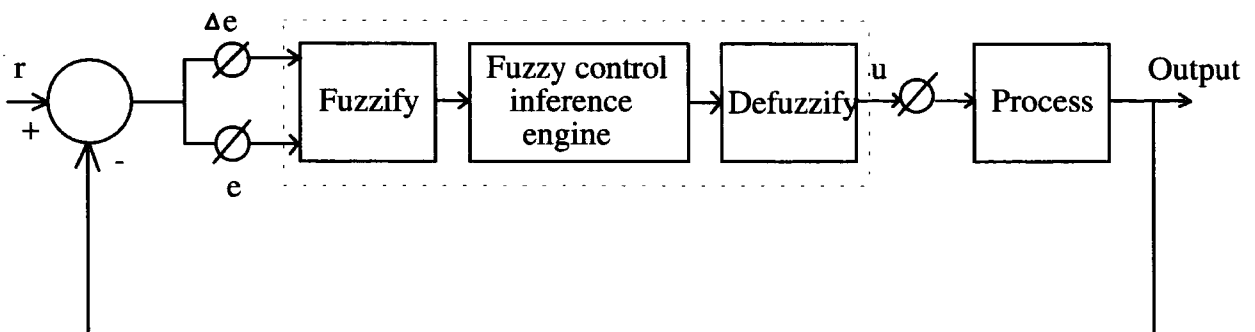 Δe
r
+
-
e
Fuzzify
Fuzzy control
inference
engine
Defuzzify
u
Process
Output